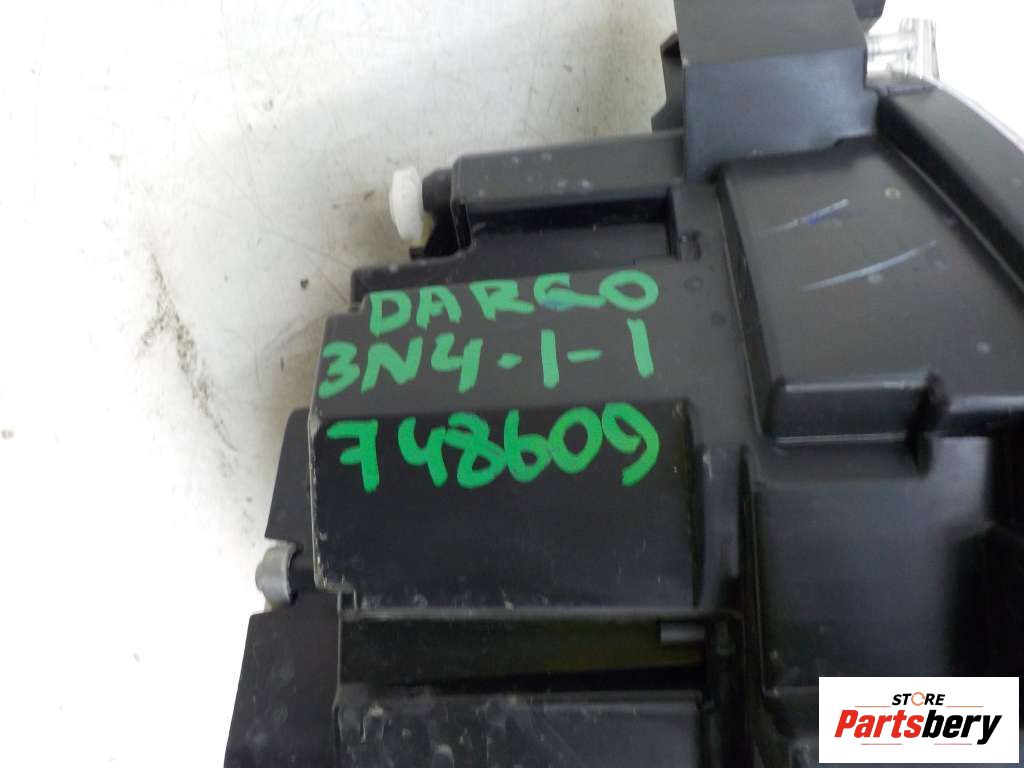 DARGO
3N4.1-1
748609
STORE
Partsbery